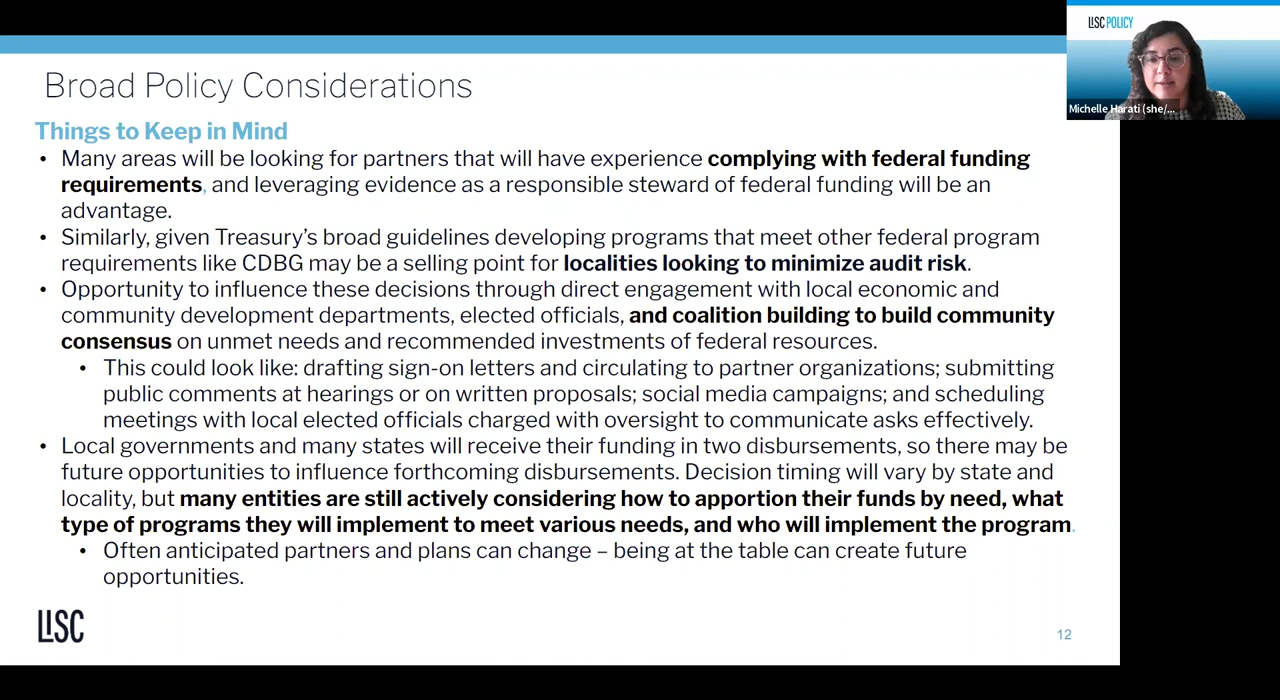 LISC POLICY
Michelle Harati (she/...
Broad Policy Considerations
Things to Keep in Mind
• Many areas will be looking for partners that will have experience complying with federal funding
requirements, and leveraging evidence as a responsible steward of federal funding will be an
advantage.
• Similarly, given Treasury’s broad guidelines developing programs that meet other federal program
requirements like CDBG may be a selling point for localities looking to minimize audit risk.
• Opportunity to influence these decisions through direct engagement with local economic and
community development departments, elected officials, and coalition building to build community
consensus on unmet needs and recommended investments of federal resources.
• This could look like: drafting sign-on letters and circulating to partner organizations; submitting
public comments at hearings or on written proposals; social media campaigns; and scheduling
meetings with local elected officials charged with oversight to communicate asks effectively.
• Local governments and many states will receive their funding in two disbursements, so there may be
future opportunities to influence forthcoming disbursements. Decision timing will vary by state and
locality, but many entities are still actively considering how to apportion their funds by need, what
type of programs they will implement to meet various needs, and who will implement the program.
• Often anticipated partners and plans can change – being at the table can create future
opportunities.
LISC
12